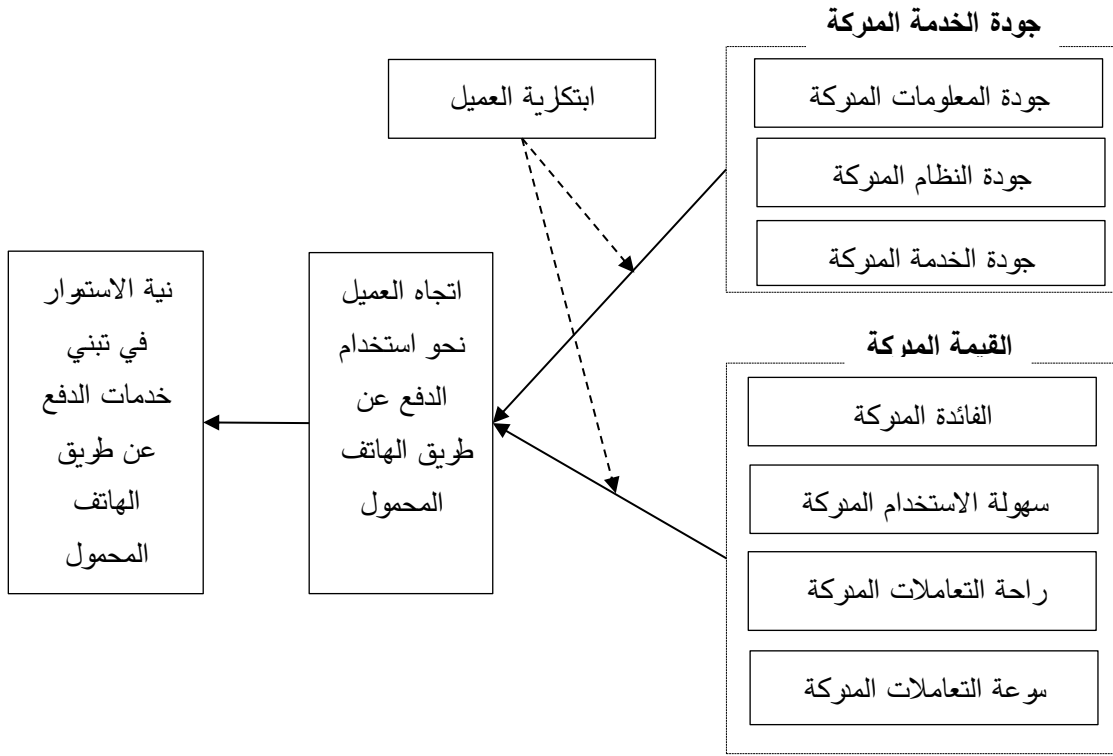 جودة الخدمة المدركة
جودة المعلومات المدركة
جودة النظام المدركة
جودة الخدمة المدركة
ابتكارية العميل
القيمة المدركة
الفائدة المدركة
سهولة الاستخدام المدركة
راحة التعاملات المدركة
سرعة التعاملات المدركة
اتجاه العميل
نحو استخدام
الدفع عن
طريق الهاتف
المحمول
نية الاستمرار
في تبني
خدمات الدفع
عن طريق
الهاتف
المحمول